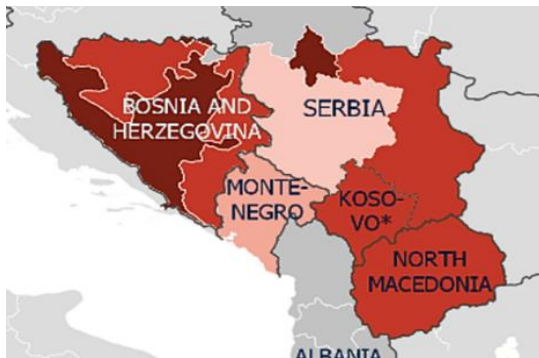 BOSNIA AND
HERZEGOVINA
SERBIA
MONTE-
NEGRO
KOSO-
VO*
NORTH
MACEDONIA
ALBANIA